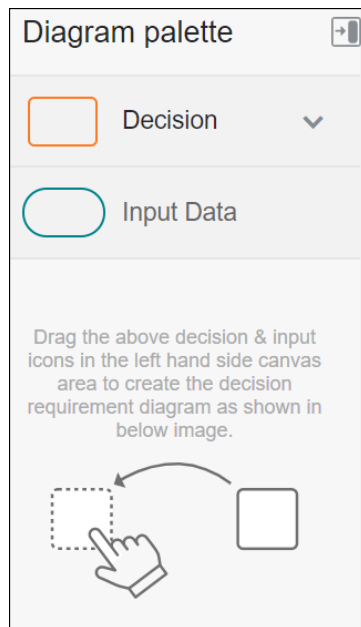 Diagram palette
Decision
Input Data
Drag the above decision & input
icons in the left hand side canvas
area to create the decision
requirement diagram as shown in
below image.